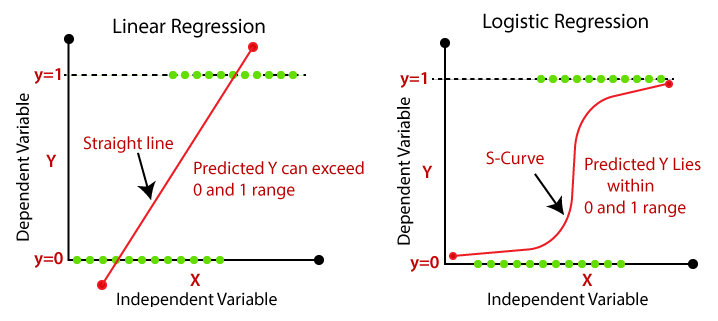 Linear Regression
y=1
Dependent Variable
Y
Straight line
Predicted Y can exceed
0 and 1 range
y=0
X
Independent Variable
Logistic Regression
y=1
Dependent Variable
Y
S-Curve
Predicted Y Lies
within
0 and 1 range
y=0
X
Independent Variable